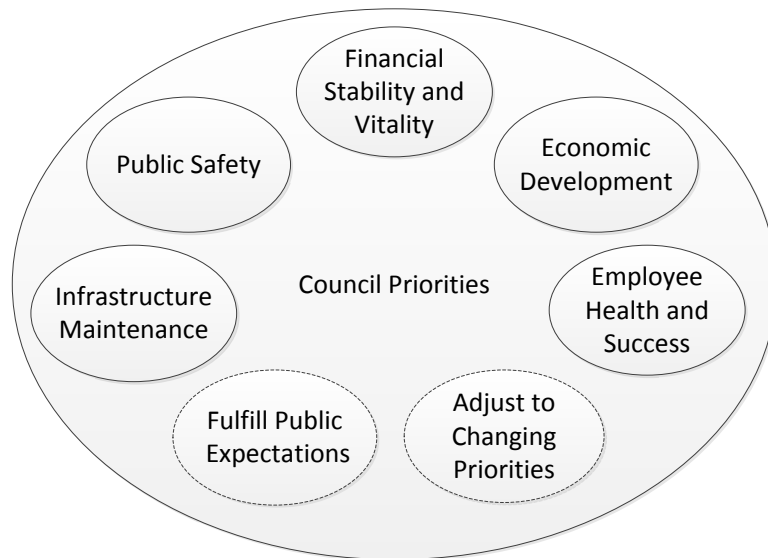 Financial
Stability and
Vitality
Public Safety
Economic
Development
Infrastructure
Maintenance
Council Priorities
Employee
Health and
Success
Fulfill Public
Expectations
Adjust to
Changing
Priorities